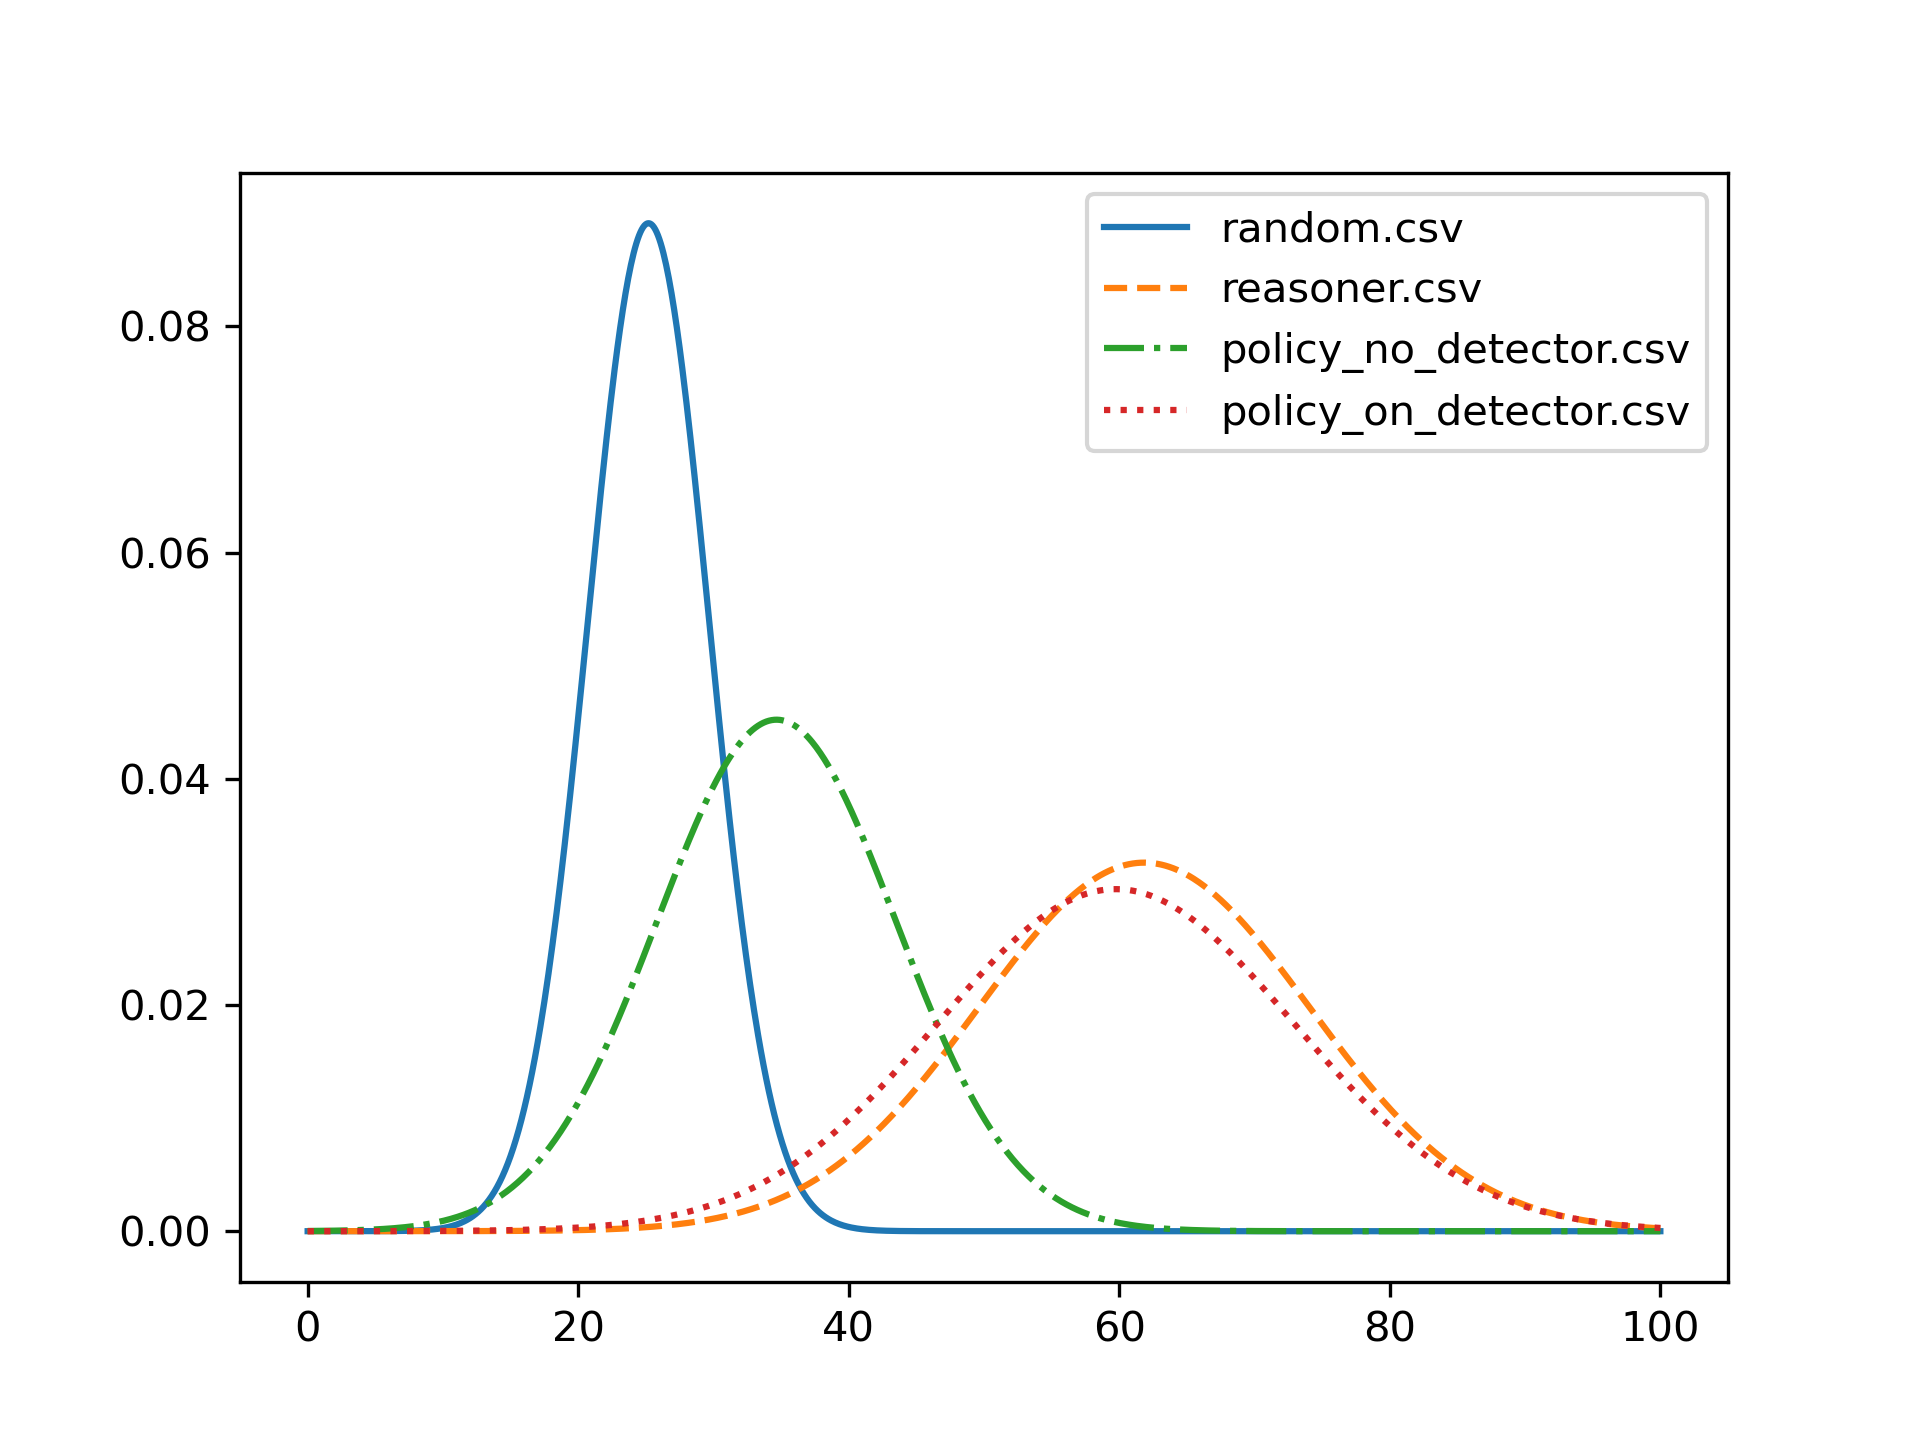 random.csv
reasoner.csv
policy_no_detector.csv
policy_on_detector.csv
0.08
0.06
0.04
0.02
0.00
0 20 40 60 80 100